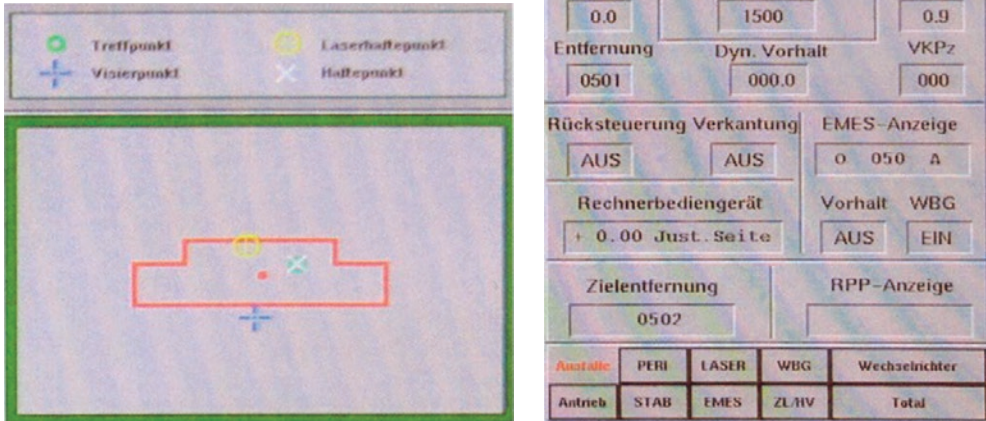 Treffpunkt Laserhaltepunkt
Visierpunkt Haltepunkt
0.0 1500 0.9
Entfernung Dyn. Vorhalt VKPz
0501 000.0 000
Rücksteuerung Verkantung EMES-Anzeige
AUS AUS O 050 A
Rechnerbediengerät Vorhalt WBG
+ 0.00 Just.Seite AUS EIN
Zielentfernung RPP-Anzeige
0502
Ausfälle PERI LASER WBG Wechselrichter
Antrieb STAB EMES ZL/HV Total